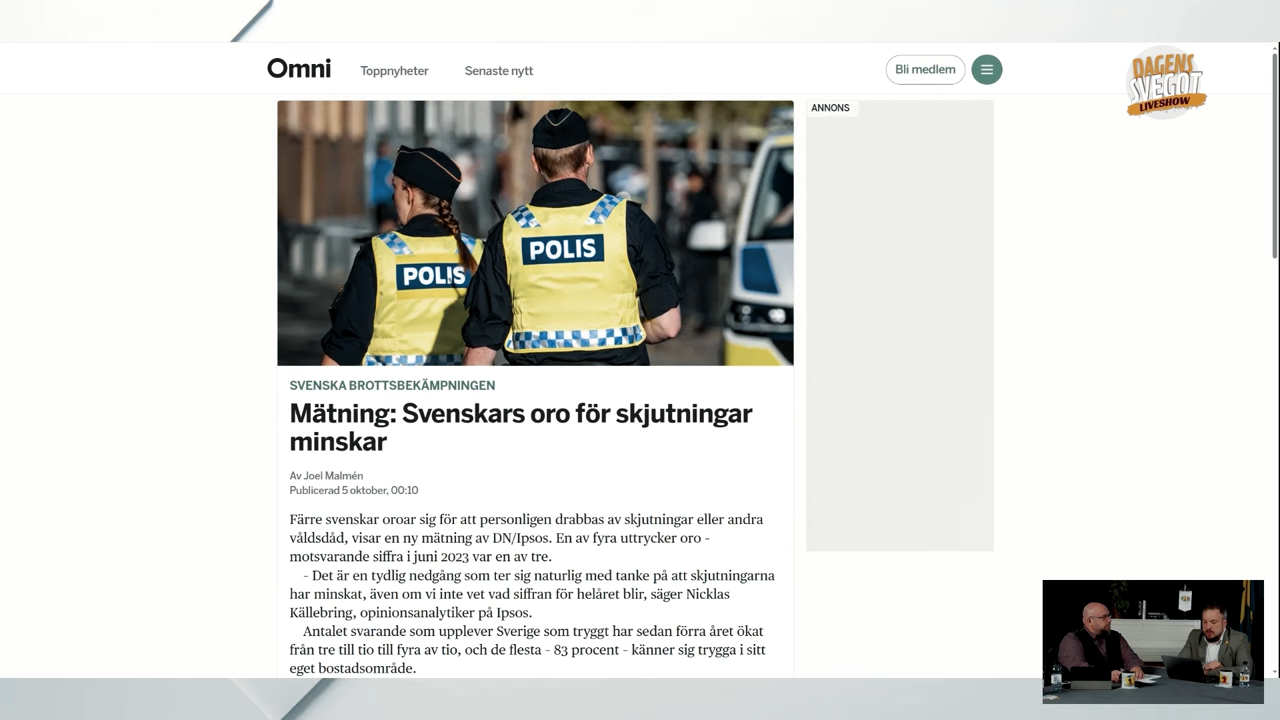 Omni
Toppnyheter
Senaste nytt
Bli medlem
DAGENS
SVEGOT
LIVESHOW
ANNONS
POLIS
POLIS
SVENSKA BROTTSBEKÄMPNINGEN
Mätning: Svenskars oro för skjutningar
minskar
Av Joel Malmén
Publicerad 5 oktober, 00:10
Färre svenskar oroar sig för att personligen drabbas av skjutningar eller andra
våldsdåd, visar en ny mätning av DN/Ipsos. En av fyra uttrycker oro –
motsvarande siffra i juni 2023 var en av tre.
– Det är en tydlig nedgång som ter sig naturlig med tanke på att skjutningarna
har minskat, även om vi inte vet vad siffran för helåret blir, säger Nicklas
Källebring, opinionsanalytiker på Ipsos.
Antalet svarande som upplever Sverige som tryggt har sedan förra året ökat
från tre till tio till fyra av tio, och de flesta – 83 procent – känner sig trygga i sitt
eget bostadsområde.